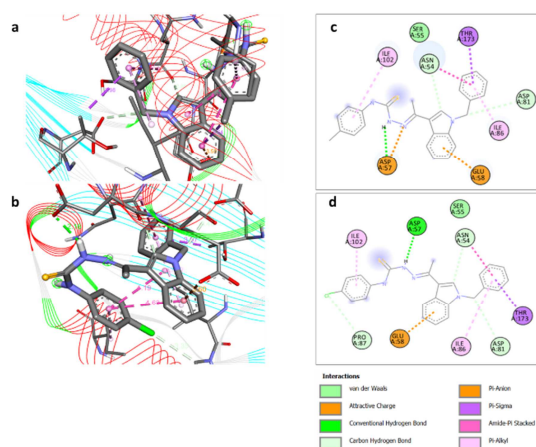 a
b
c
SER
A:55
THR
A:173
ILE
A:102
ASN
A:54
ASP
A:81
ILE
A:86
ASP
A:57
GLU
A:58
d
SER
A:55
ASP
A:57
ILE
A:102
ASN
A:54
THR
A:173
PRO
A:87
GLU
A:58
ILE
A:86
ASP
A:81
Interactions
van der Waals
Attractive Charge
Conventional Hydrogen Bond
Carbon Hydrogen Bond
Pi-Anion
Pi-Sigma
Amide-Pi Stacked
Pi-Alkyl